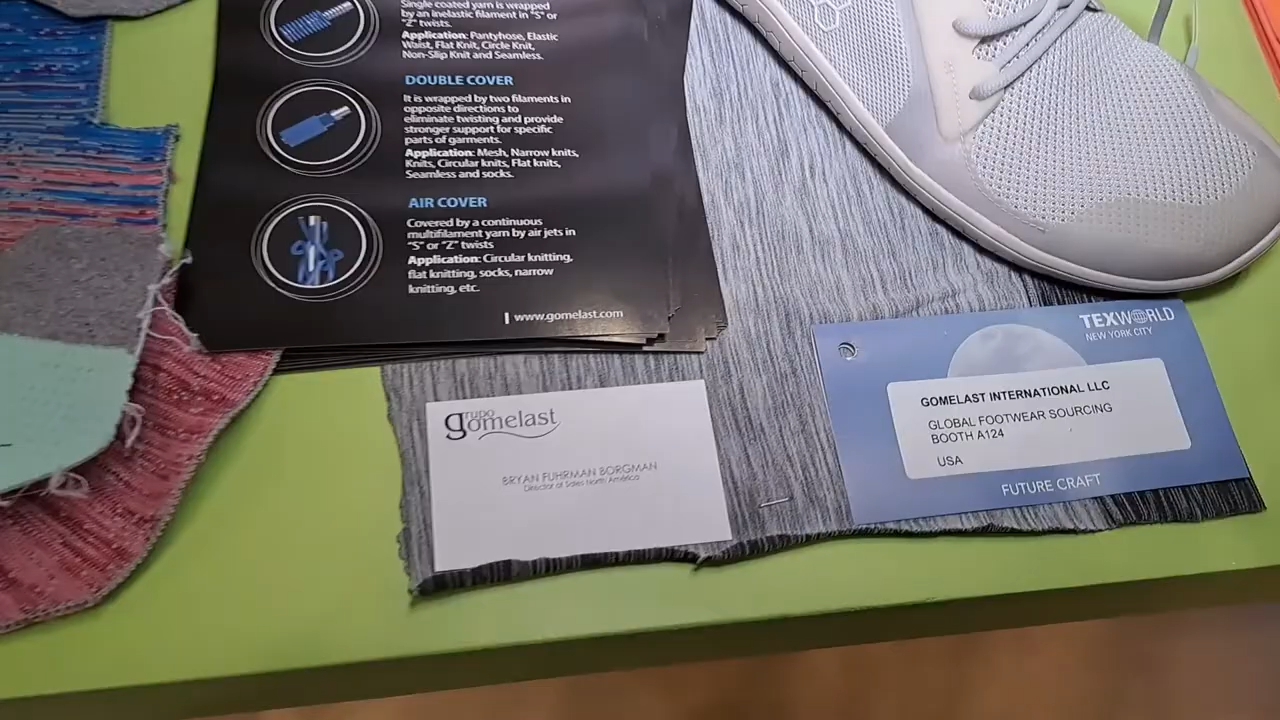 Single coated yarn is wrapped
by an inelastic filament in "S" or
"Z" twists.
Application: Pantyhose, Elastic
Waist, Flat Knit, Circle Knit,
Non-Slip Knit and Seamless.
DOUBLE COVER
It is wrapped by two filaments in
opposite directions to
eliminate twisting and provide
stronger support for specific
parts of garments.
Application: Mesh, Narrow knits,
Knits, Circular knits, Flat knits,
Seamless and socks.
AIR COVER
Covered by a continuous
multifilament yarn by air jets in
"S" or "Z" twists
Application: Circular knitting,
flat knitting, socks, narrow
knitting, etc.
www.gomelast.com
grupo
gomelast
BRYAN FUHRMAN BORGMAN
Director of Sales North América
TEXWORLD
NEW YORK CITY
GOMELAST INTERNATIONAL LLC
GLOBAL FOOTWEAR SOURCING
BOOTH A124
USA
FUTURE CRAFT